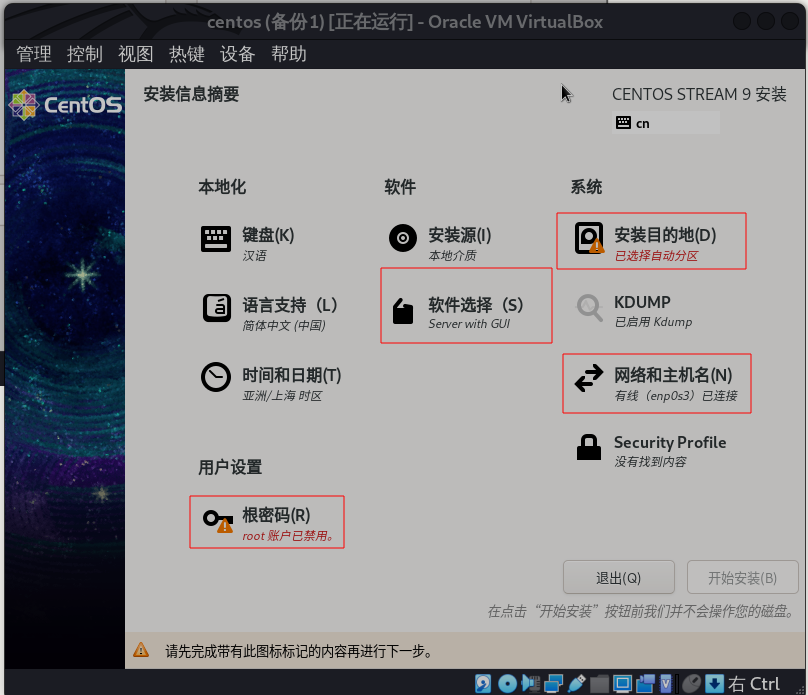 centos (备份 1) [正在运行] - Oracle VM VirtualBox
管理 控制 视图 热键 设备 帮助
CentOS
安装信息摘要
CENTOS STREAM 9 安装
cn
本地化
软件
系统
键盘(K)
汉语
安装源(I)
本地介质
安装目的地(D)
已选择自动分区
语言支持（L）
简体中文 (中国)
软件选择（S）
Server with GUI
KDUMP
已启用 Kdump
时间和日期(T)
亚洲/上海 时区
网络和主机名(N)
有线（enp0s3）已连接
Security Profile
没有找到内容
用户设置
根密码(R)
root 账户已禁用。
退出(Q)
开始安装(B)
在点击“开始安装”按钮前我们并不会操作您的磁盘。
请先完成带有此图标标记的内容再进行下一步。
右 Ctrl